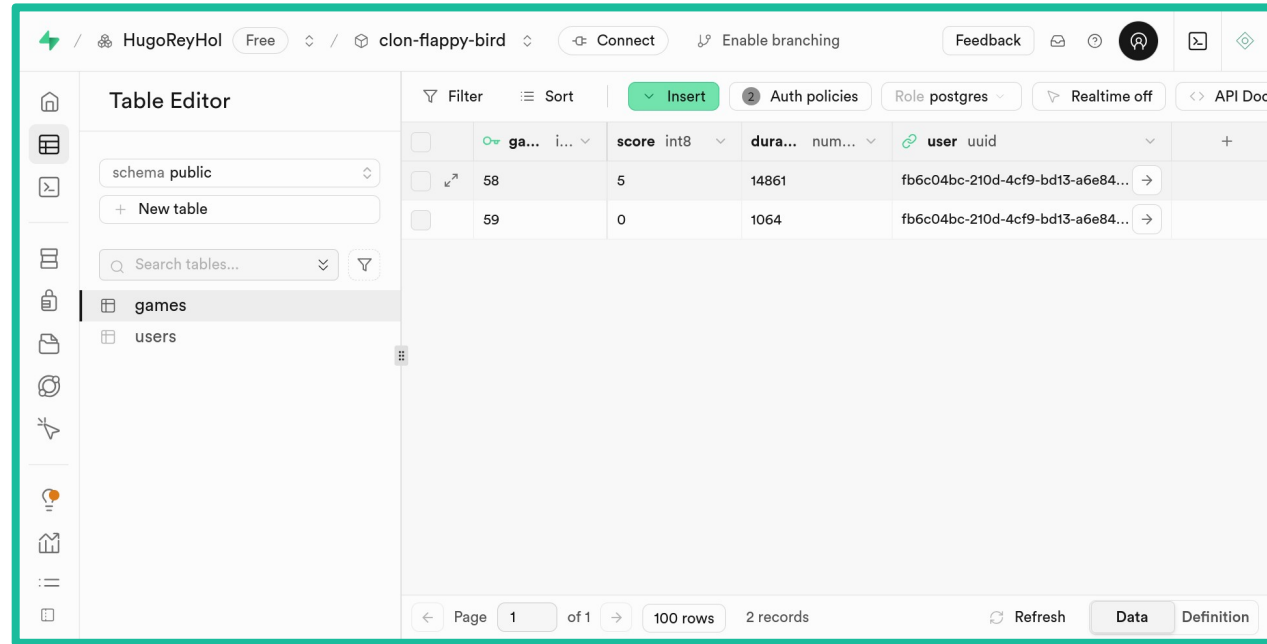 / HugoReyHol Free / clon-flappy-bird Connect Enable branching Feedback
Table Editor
Filter Sort Insert 2 Auth policies Role postgres Realtime off <> API Doc
ga... i... score int8 dura... num... user uuid +
schema public
58 5 14861 fb6c04bc-210d-4cf9-bd13-a6e84...
+ New table
59 0 1064 fb6c04bc-210d-4cf9-bd13-a6e84...
Search tables...
games
users
Page 1 of 1 100 rows 2 records Refresh Data Definition